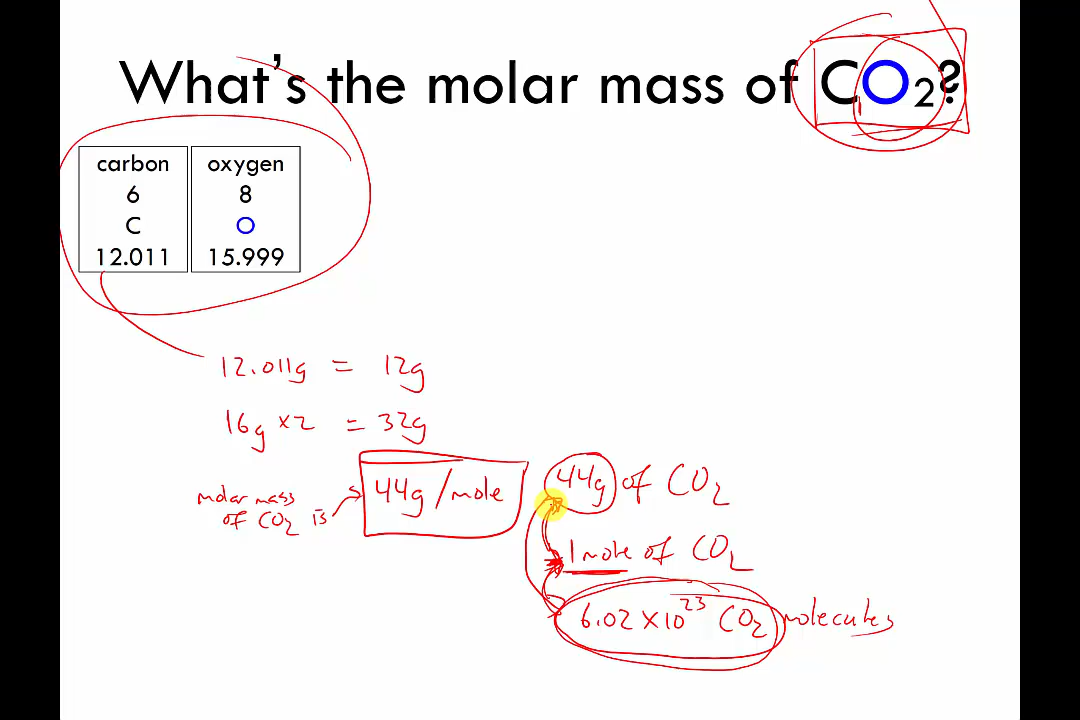 What's the molar mass of CO₂?
carbon
6
C
12.011
oxygen
8
O
15.999
12.011g = 12g
16g x2 = 32g
molar mass
of CO₂ is
44g/mole
44g of CO₂
1 mole of CO₂
6.02 x 10²³ CO₂ molecules